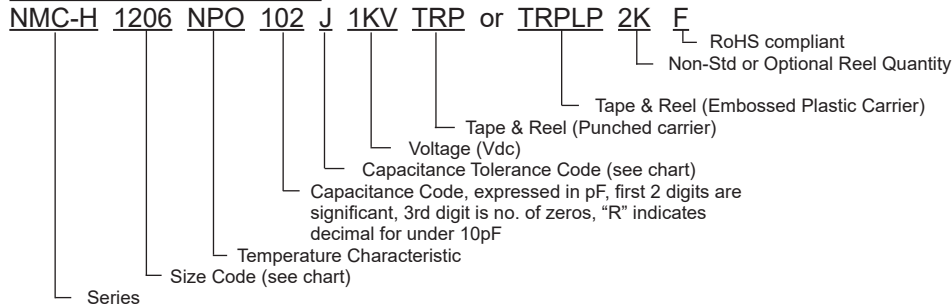 NMC-H 1206 NPO 102 J 1KV TRP or TRPLP 2K F
RoHS compliant
Non-Std or Optional Reel Quantity
Tape & Reel (Embossed Plastic Carrier)
Tape & Reel (Punched carrier)
Voltage (Vdc)
Capacitance Tolerance Code (see chart)
Capacitance Code, expressed in pF, first 2 digits are
significant, 3rd digit is no. of zeros, “R” indicates
decimal for under 10pF
Temperature Characteristic
Size Code (see chart)
Series